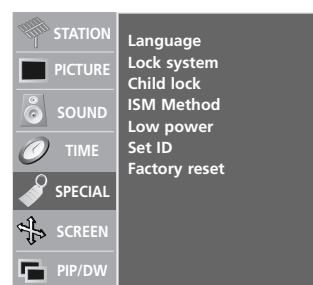 STATION
PICTURE
SOUND
TIME
SPECIAL
SCREEN
PIP/DW
Language
Lock system
Child lock
ISM Method
Low power
Set ID
Factory reset